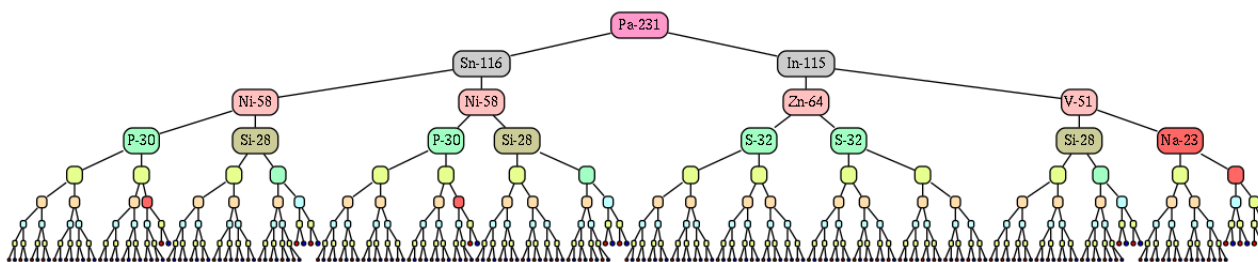 Pa-231
Sn-116 In-115
Ni-58 Ni-58 Zn-64 V-51
P-30 Si-28 P-30 Si-28 S-32 S-32 Si-28 Na-23